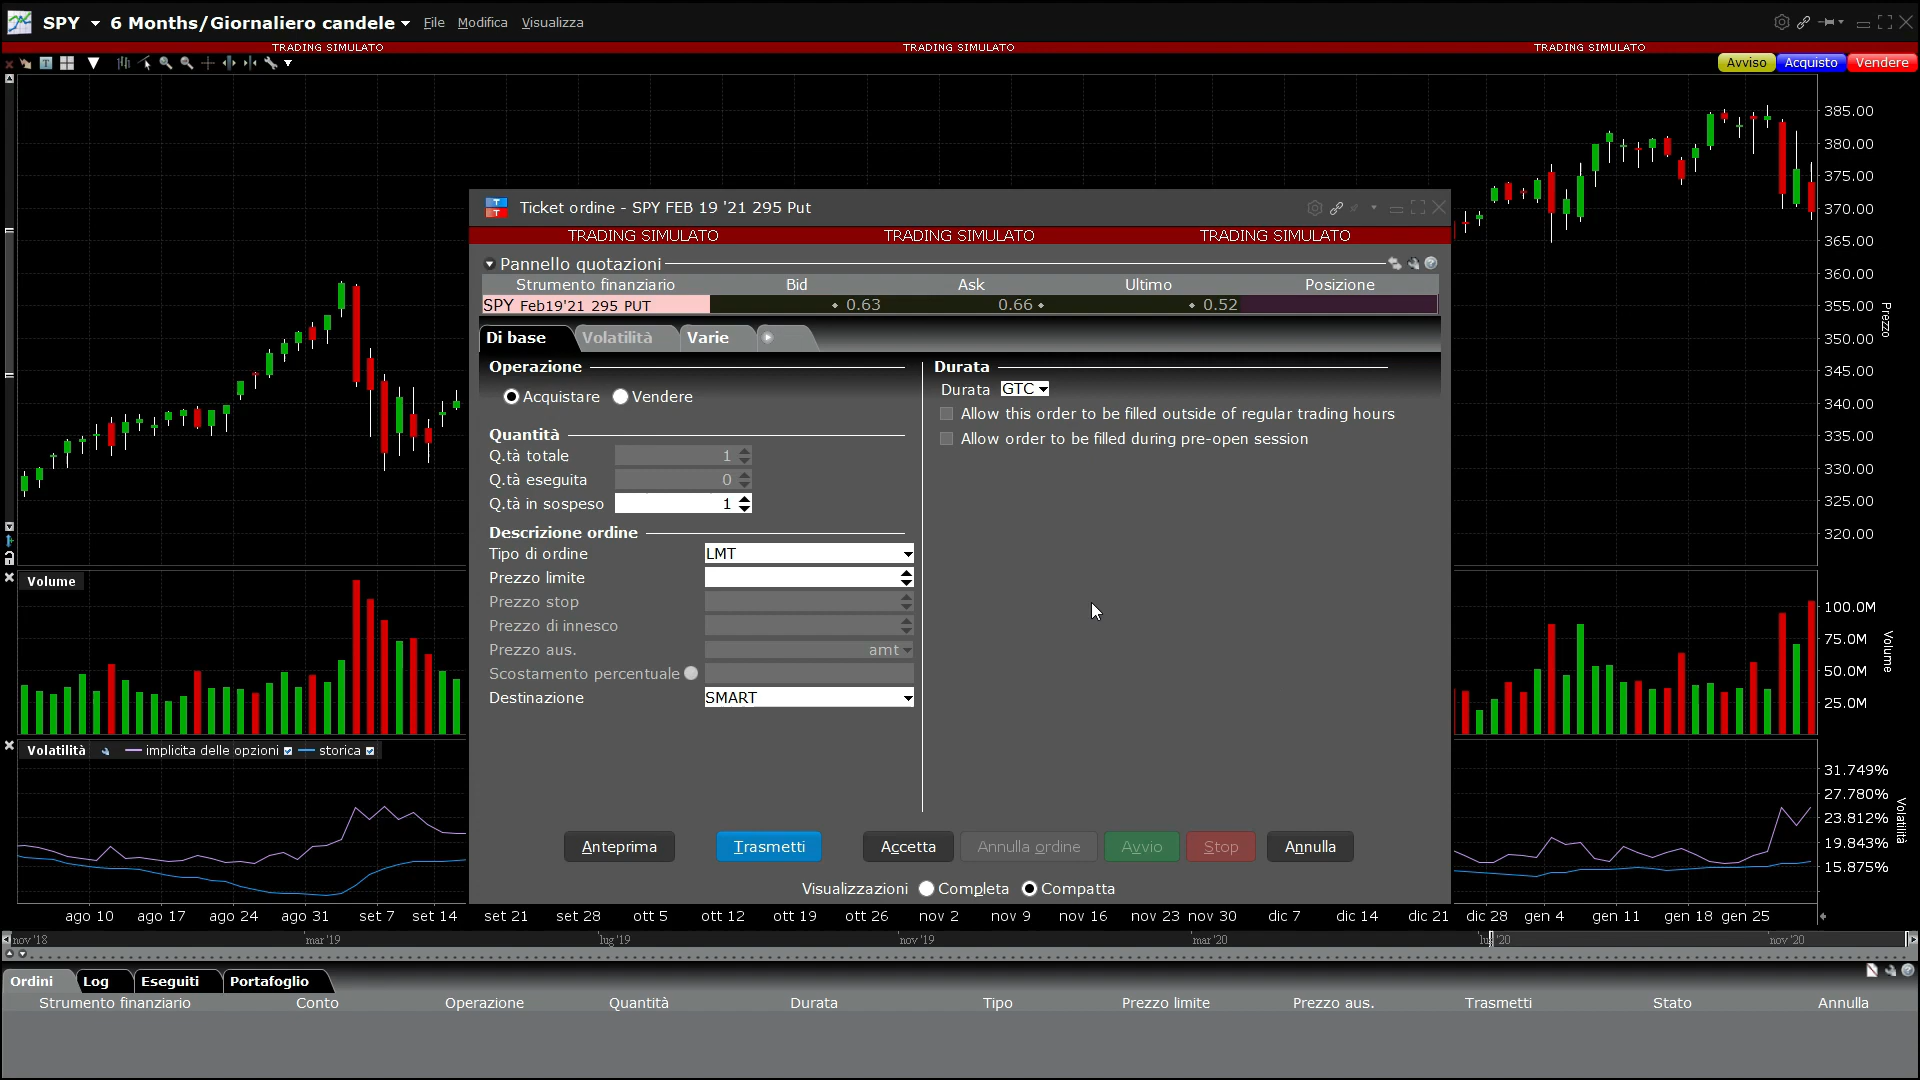 SPY 6 Months/Giornaliero candele File Modifica Visualizza
TRADING SIMULATO TRADING SIMULATO TRADING SIMULATO
Avviso Acquisto Vendere
385.00
380.00
375.00
370.00
365.00
360.00
355.00
350.00
345.00
340.00
335.00
330.00
325.00
320.00
Prezzo
Ticket ordine - SPY FEB 19 '21 295 Put
TRADING SIMULATO TRADING SIMULATO TRADING SIMULATO
Pannello quotazioni
Strumento finanziario Bid Ask Ultimo Posizione
SPY Feb19'21 295 PUT 0.63 0.66 0.52
Di base Volatilità Varie
Operazione
Acquistare Vendere
Quantità
Q.tà totale 1
Q.tà eseguita 0
Q.tà in sospeso 1
Descrizione ordine
Tipo di ordine LMT
Prezzo limite
Prezzo stop
Prezzo di innesco
Prezzo aus. amt
Scostamento percentuale
Destinazione SMART
Durata
Durata GTC
Allow this order to be filled outside of regular trading hours
Allow order to be filled during pre-open session
Anteprima Trasmetti Accetta Annulla ordine Avvio Stop Annulla
Visualizzazioni Completa Compatta
Volume
100.0M
75.0M
50.0M
25.0M
Volume
Volatilità implicita delle opzioni storica
31.749%
27.780%
23.812%
19.843%
15.875%
Volatilità
ago 10 ago 17 ago 24 ago 31 set 7 set 14 set 21 set 28 ott 5 ott 12 ott 19 ott 26 nov 2 nov 9 nov 16 nov 23 nov 30 dic 7 dic 14 dic 21 dic 28 gen 4 gen 11 gen 18 gen 25
nov '18 mar '19 lug '19 nov '19 mar '20 lug '20 nov '20
Ordini Log Eseguiti Portafoglio
Strumento finanziario Conto Operazione Quantità Durata Tipo Prezzo limite Prezzo aus. Trasmetti Stato Annulla